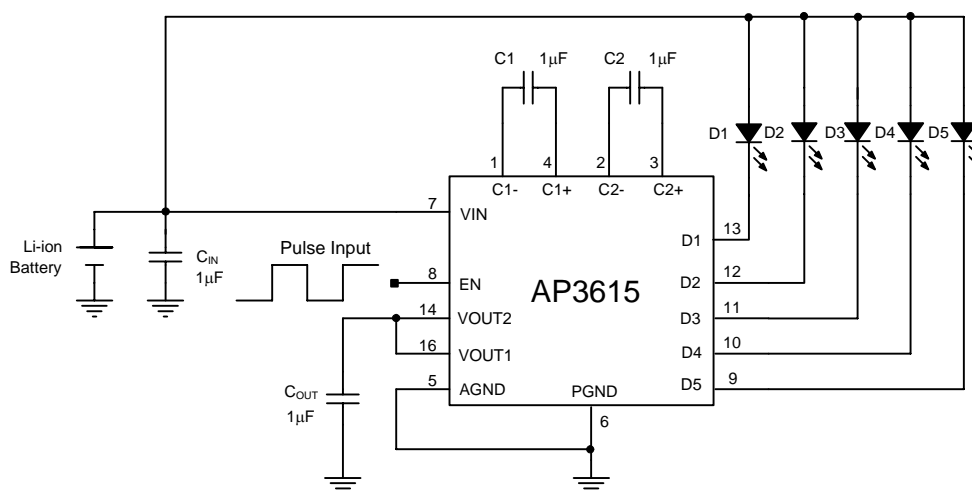 C1 1μF C2 1μF
D1 D2 D3 D4 D5
1 4 2 3
C1- C1+ C2- C2+
7 VIN
13 D1
Li-ion
Battery
CIN
1μF
Pulse Input
8 EN
AP3615
12 D2
14 VOUT2
11 D3
16 VOUT1
10 D4
5 AGND
PGND
9 D5
COUT
1μF
6